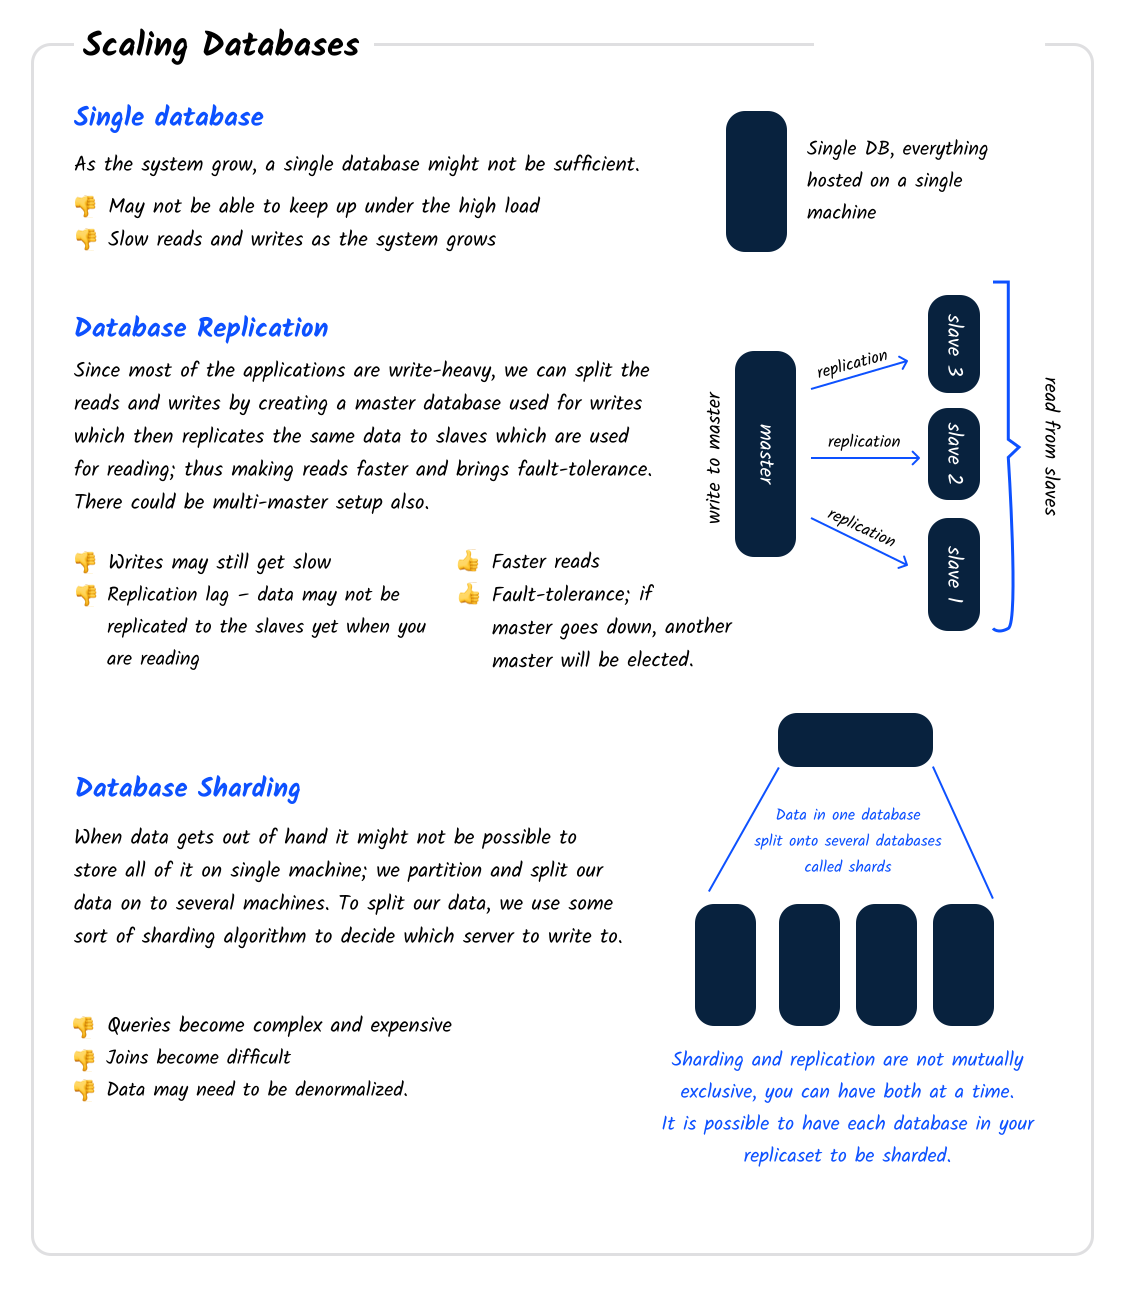 Scaling Databases
Single database
As the system grow, a single database might not be sufficient.
👎 May not be able to keep up under the high load
👎 Slow reads and writes as the system grows
Single DB, everything
hosted on a single
machine
Database Replication
Since most of the applications are write-heavy, we can split the
reads and writes by creating a master database used for writes
which then replicates the same data to slaves which are used
for reading; thus making reads faster and brings fault-tolerance.
There could be multi-master setup also.
👎 Writes may still get slow
👎 Replication lag – data may not be
replicated to the slaves yet when you
are reading
👍 Faster reads
👍 Fault-tolerance; if
master goes down, another
master will be elected.
write to master
master
replication
replication
replication
slave 3
slave 2
slave 1
read from slaves
Database Sharding
When data gets out of hand it might not be possible to
store all of it on single machine; we partition and split our
data on to several machines. To split our data, we use some
sort of sharding algorithm to decide which server to write to.
👎 Queries become complex and expensive
👎 Joins become difficult
👎 Data may need to be denormalized.
Data in one database
split onto several databases
called shards
Sharding and replication are not mutually
exclusive, you can have both at a time.
It is possible to have each database in your
replicaset to be sharded.